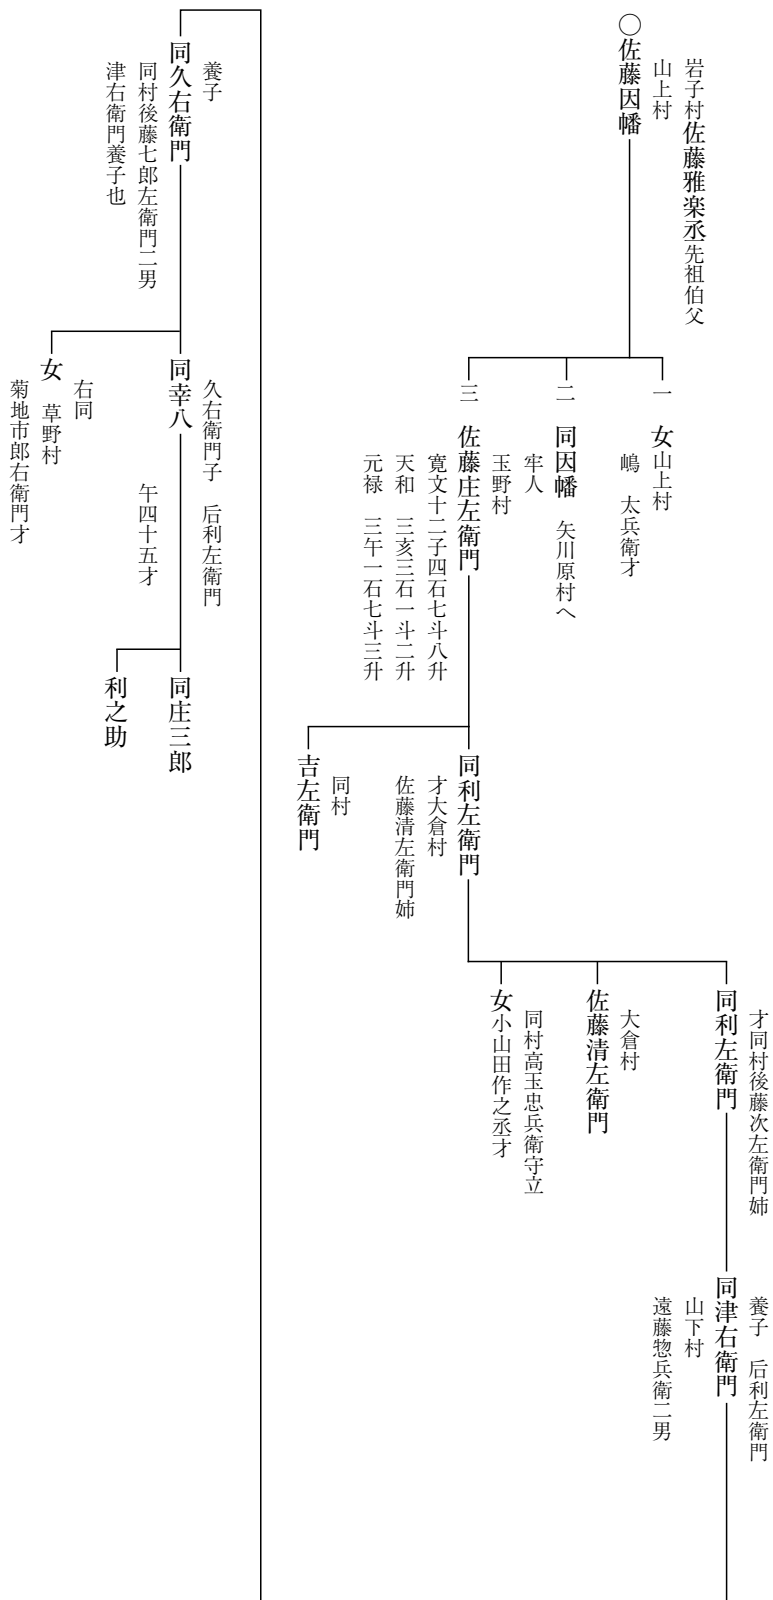 岩子村佐藤雅楽丞先祖伯父
山上村
〇佐藤因幡
一 女山上村
嶋 太兵衛才
二 同因幡 矢川原村へ
牢人
玉野村
三 佐藤庄左衛門
寛文十二子四石七斗八升
天和 三亥三石一斗二升
元禄 三午一石七斗三升
同利左衛門
才大倉村
佐藤清左衛門姉
同村
吉左衛門
才同村後藤次左衛門姉
同利左衛門
大倉村
佐藤清左衛門
同村高玉忠兵衛守立
女小山田作之丞才
養子 后利左衛門
同津右衛門
山下村
遠藤惣兵衛二男
養子
同久右衛門
同村後藤七郎左衛門二男
津右衛門養子也
久右衛門子 后利左衛門
同幸八
午四十五才
右同
女 草野村
菊地市郎右衛門才
同庄三郎
利之助